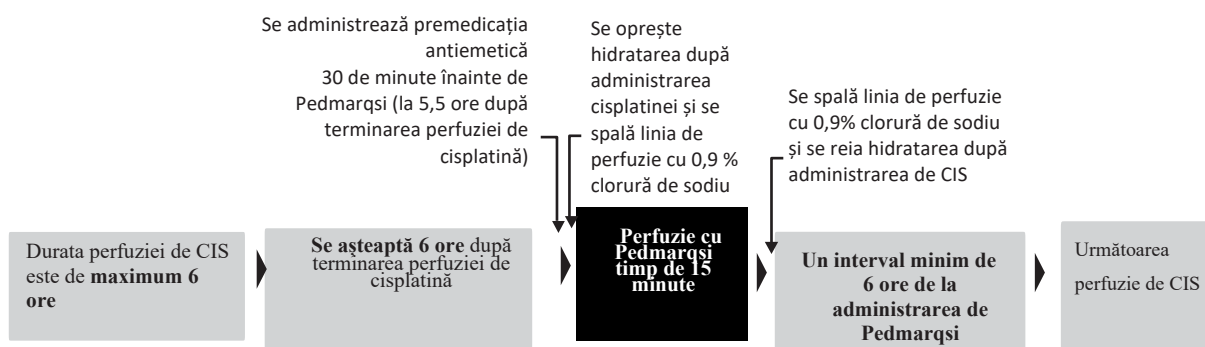 Se administrează premedicația
antiemetică
30 de minute înainte de
Pedmarqsi (la 5,5 ore după
terminarea perfuziei de
cisplatină)
Se oprește
hidratarea după
administrarea
cisplatinei și se
spală linia de
perfuzie cu 0,9 %
clorură de sodiu
Se spală linia de perfuzie
cu 0,9% clorură de sodiu
și se reia hidratarea după
administrarea de CIS
Durata perfuziei de CIS
este de maximum 6
ore
Se aşteaptă 6 ore după
terminarea perfuziei de
cisplatină
Perfuzie cu
Pedmarqsi
timp de 15
minute
Un interval minim de
6 ore de la
administrarea de
Pedmarqsi
Următoarea
perfuzie de CIS